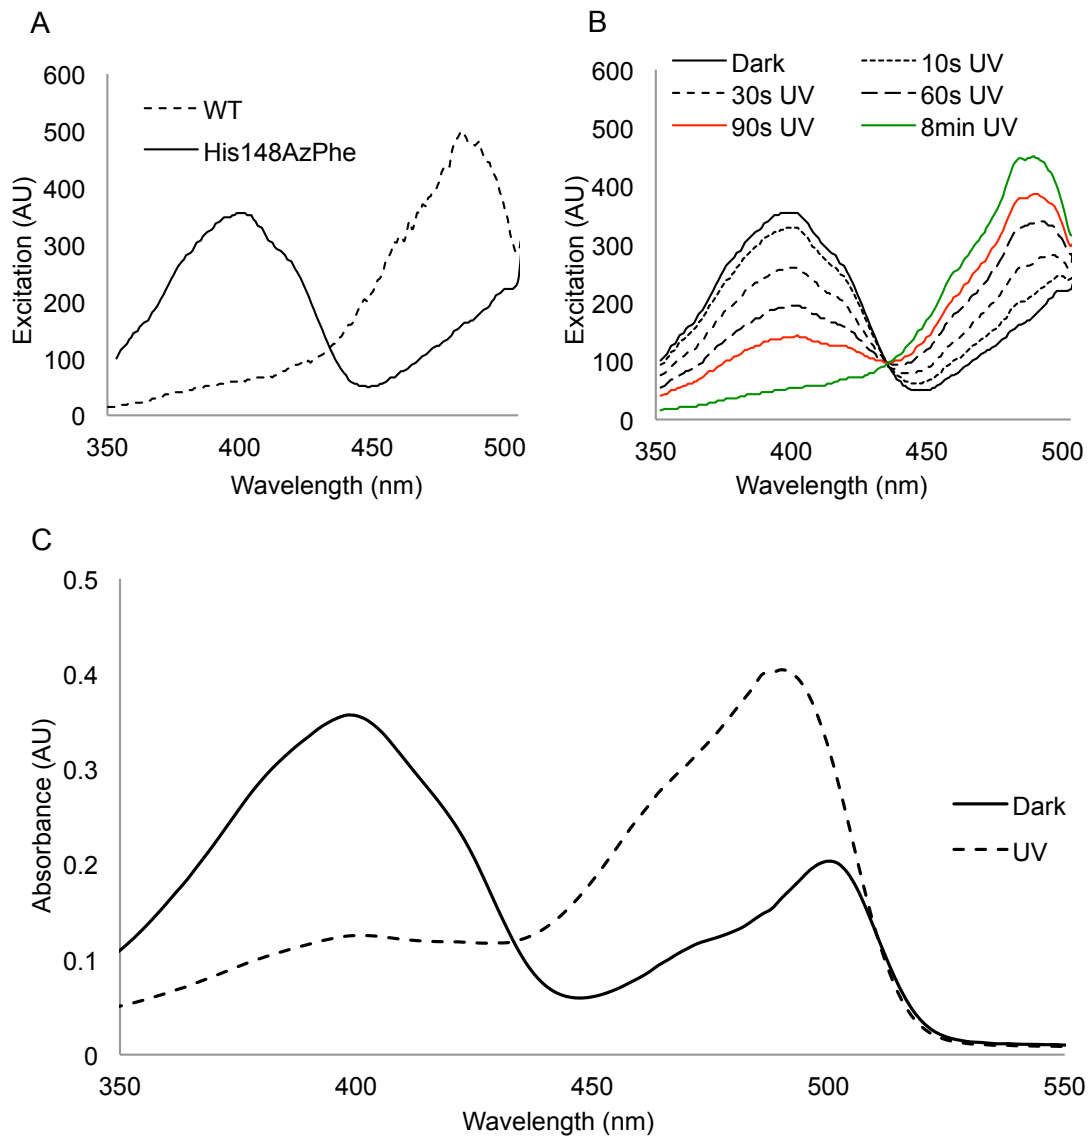 A
Excitation (AU)
600
500
400
300
200
100
0
WT
His148AzPhe
350 400 450 500
Wavelength (nm)
B
Dark 10s UV
30s UV 60s UV
90s UV 8min UV
Excitation (AU)
600
500
400
300
200
100
0
350 400 450 500
Wavelength (nm)
C
Absorbance (AU)
0.5
0.4
0.3
0.2
0.1
0
Dark
UV
350 400 450 500 550
Wavelength (nm)